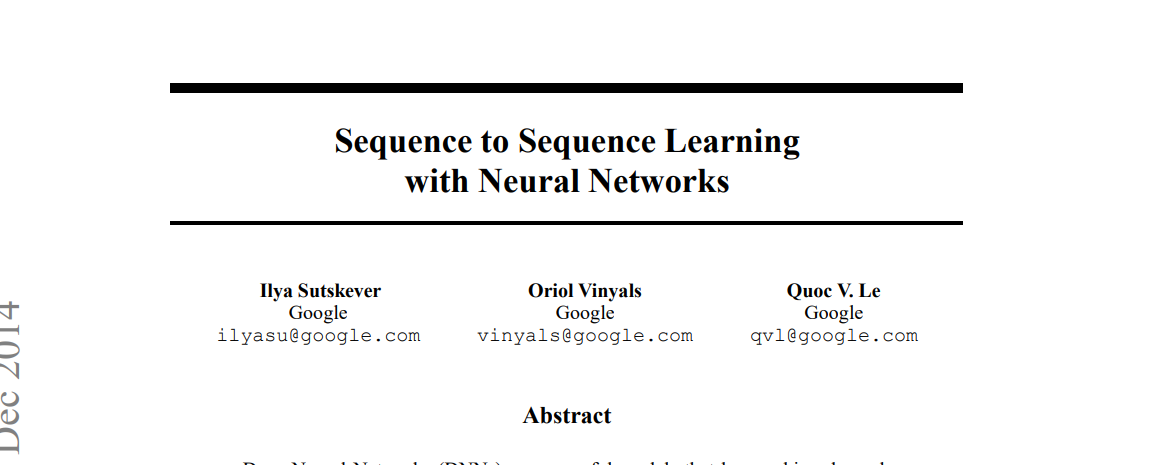 Sequence to Sequence Learning
with Neural Networks
Ilya Sutskever
Google
ilyasu@google.com
Oriol Vinyals
Google
vinyals@google.com
Quoc V. Le
Google
qvl@google.com
Abstract
Dec 2014